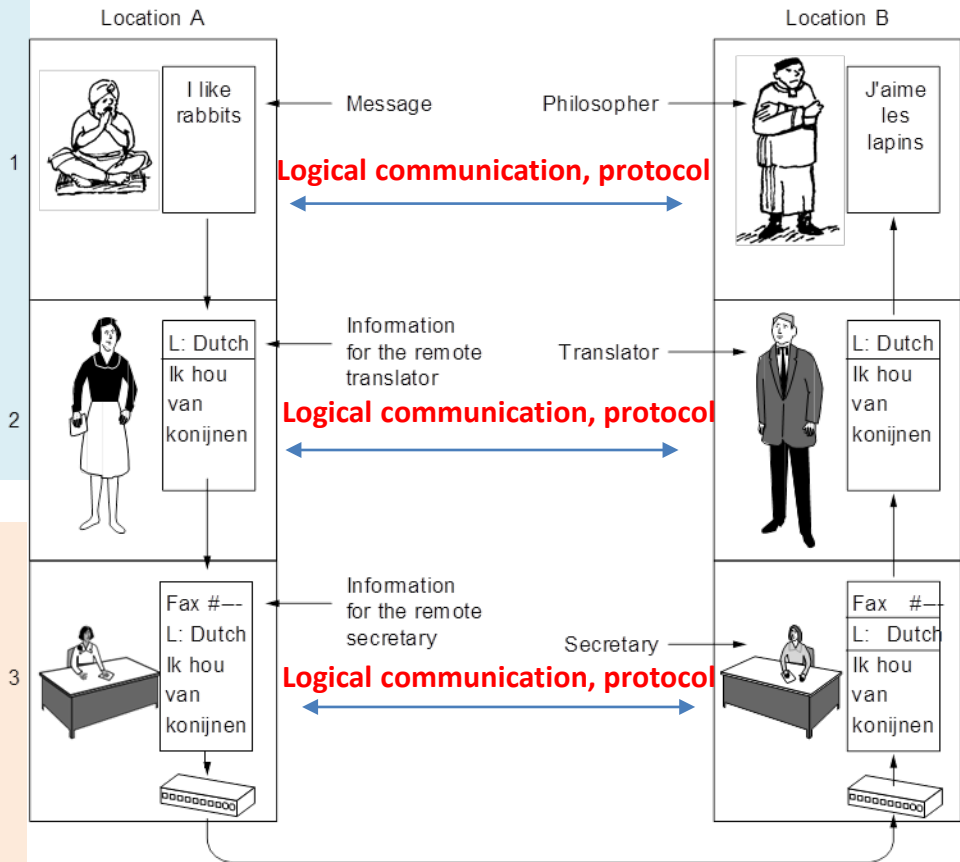 Location A
Location B
1
I like
rabbits
Message
Philosopher
J'aime
les
lapins
Logical communication, protocol
2
L: Dutch
Ik hou
van
konijnen
Information
for the remote
translator
Translator
L: Dutch
Ik hou
van
konijnen
Logical communication, protocol
3
Fax #---
L: Dutch
Ik hou
van
konijnen
Information
for the remote
secretary
Secretary
Fax #---
L: Dutch
Ik hou
van
konijnen
Logical communication, protocol